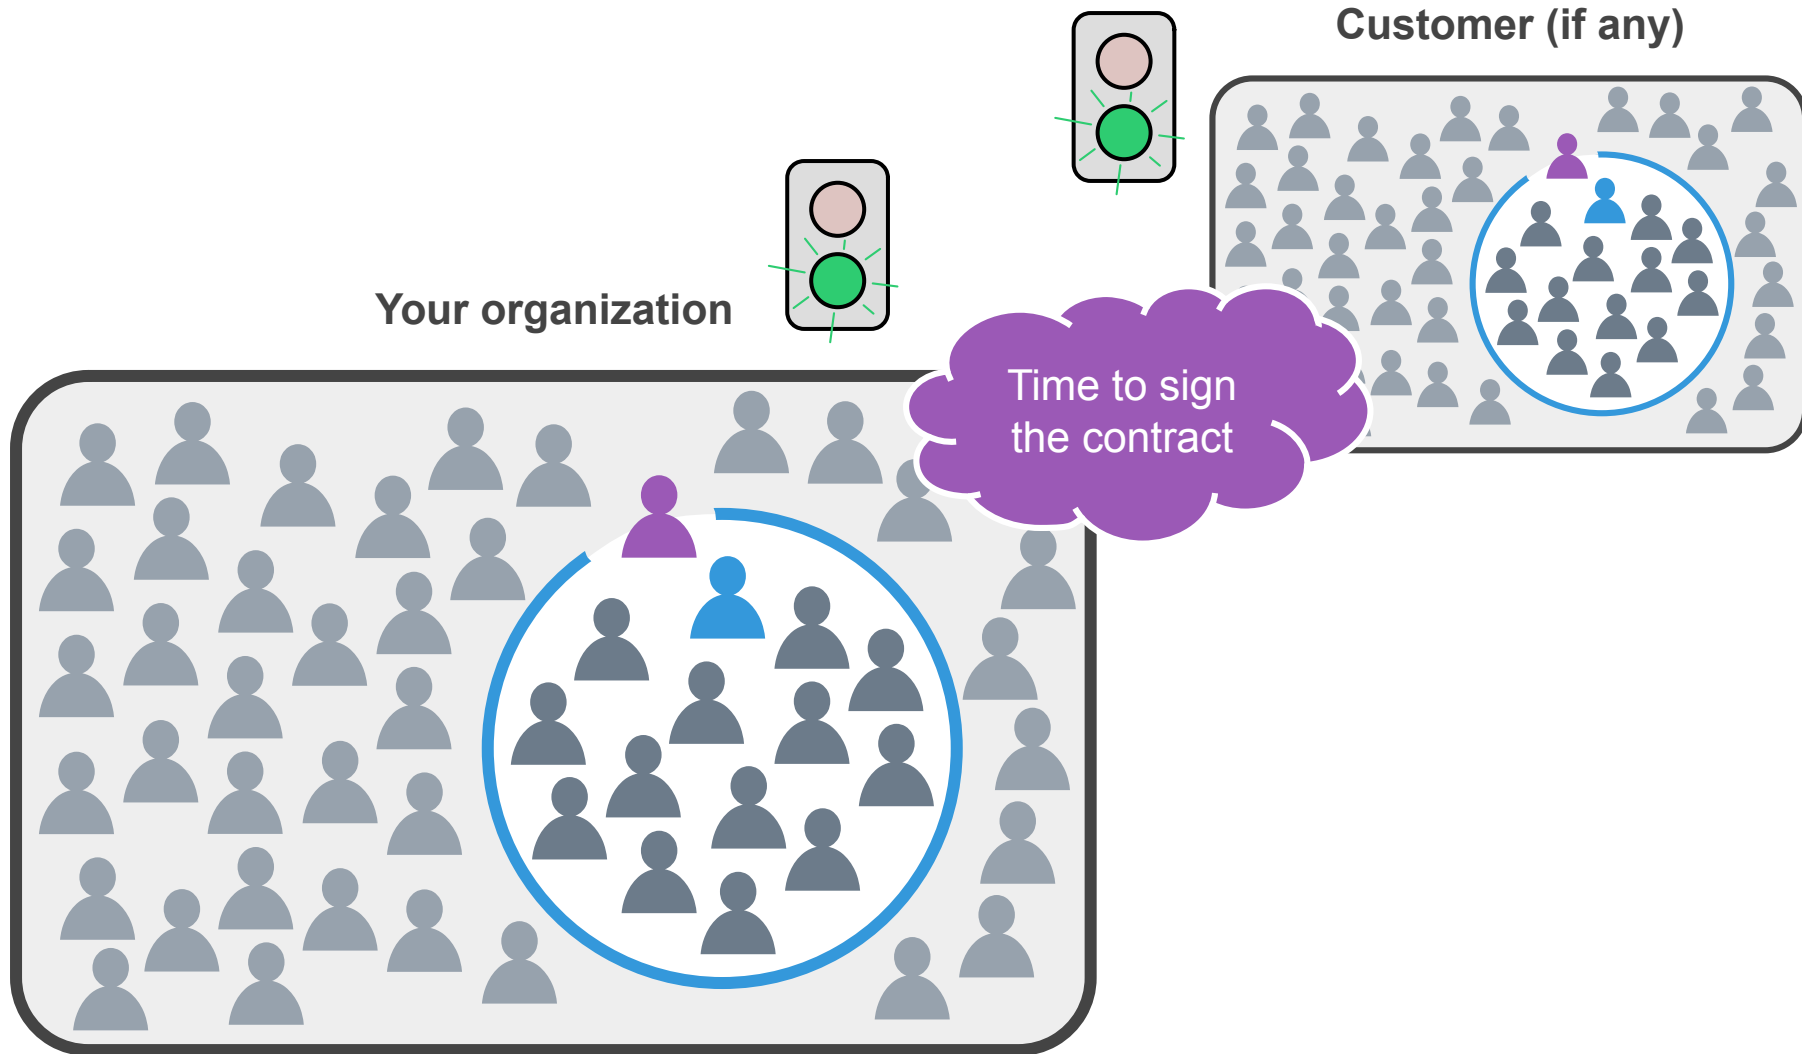 Customer (if any)
Your organization
Time to sign
the contract